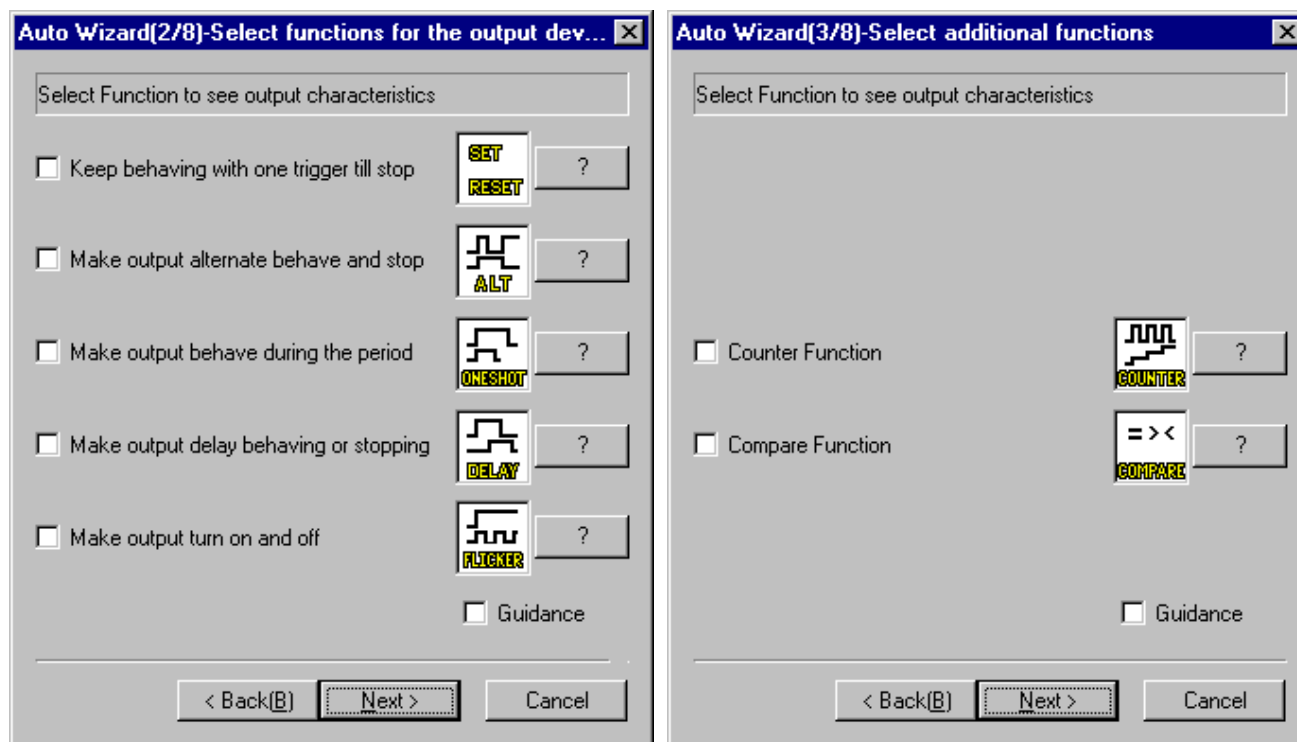 Auto Wizard(2/8)-Select functions for the output dev...
Select Function to see output characteristics
Keep behaving with one trigger till stop
SET
RESET
?
Make output alternate behave and stop
ALT
?
Make output behave during the period
ONESHOT
?
Make output delay behaving or stopping
DELAY
?
Make output turn on and off
FLICKER
?
Guidance
< Back(B)
Next >
Cancel
Auto Wizard(3/8)-Select additional functions
Select Function to see output characteristics
Counter Function
COUNTER
?
Compare Function
=><
COMPARE
?
Guidance
< Back(B)
Next >
Cancel